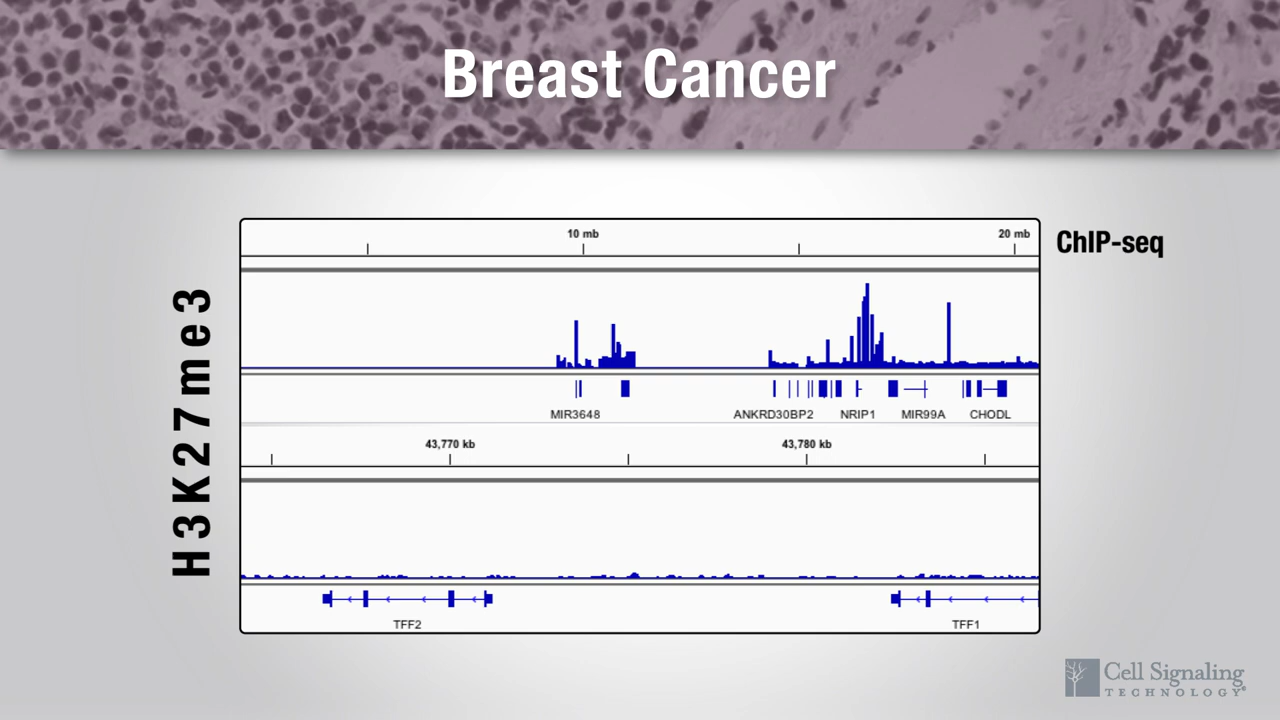 Breast Cancer
ChIP-seq
H3K27me3
10 mb
20 mb
MIR3648
ANKRD30BP2
NRIP1
MIR99A
CHODL
43,770 kb
43,780 kb
TFF2
TFF1
Cell Signaling
TECHNOLOGY®